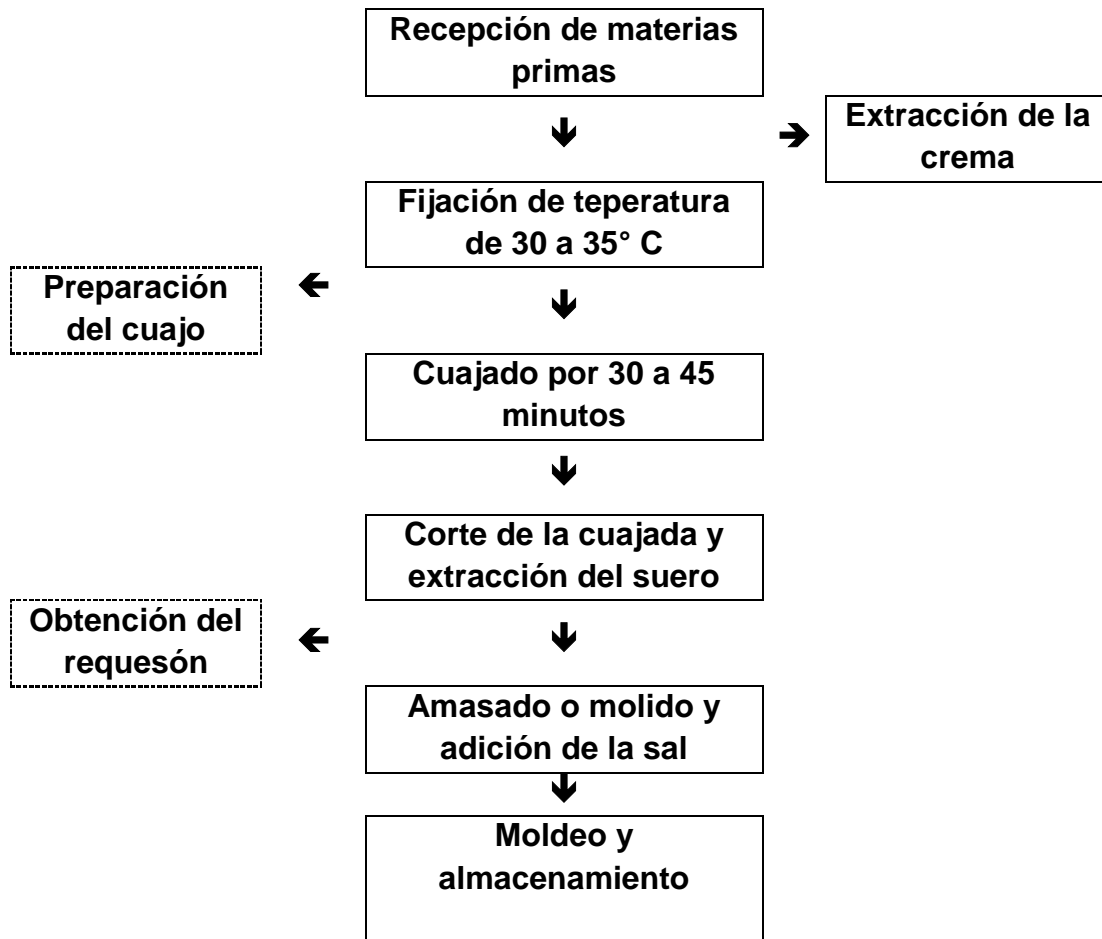 Recepción de materias
primas
Extracción de la
crema
Fijación de teperatura
de 30 a 35° C
Preparación
del cuajo
Cuajado por 30 a 45
minutos
Corte de la cuajada y
extracción del suero
Obtención del
requesón
Amasado o molido y
adición de la sal
Moldeo y
almacenamiento